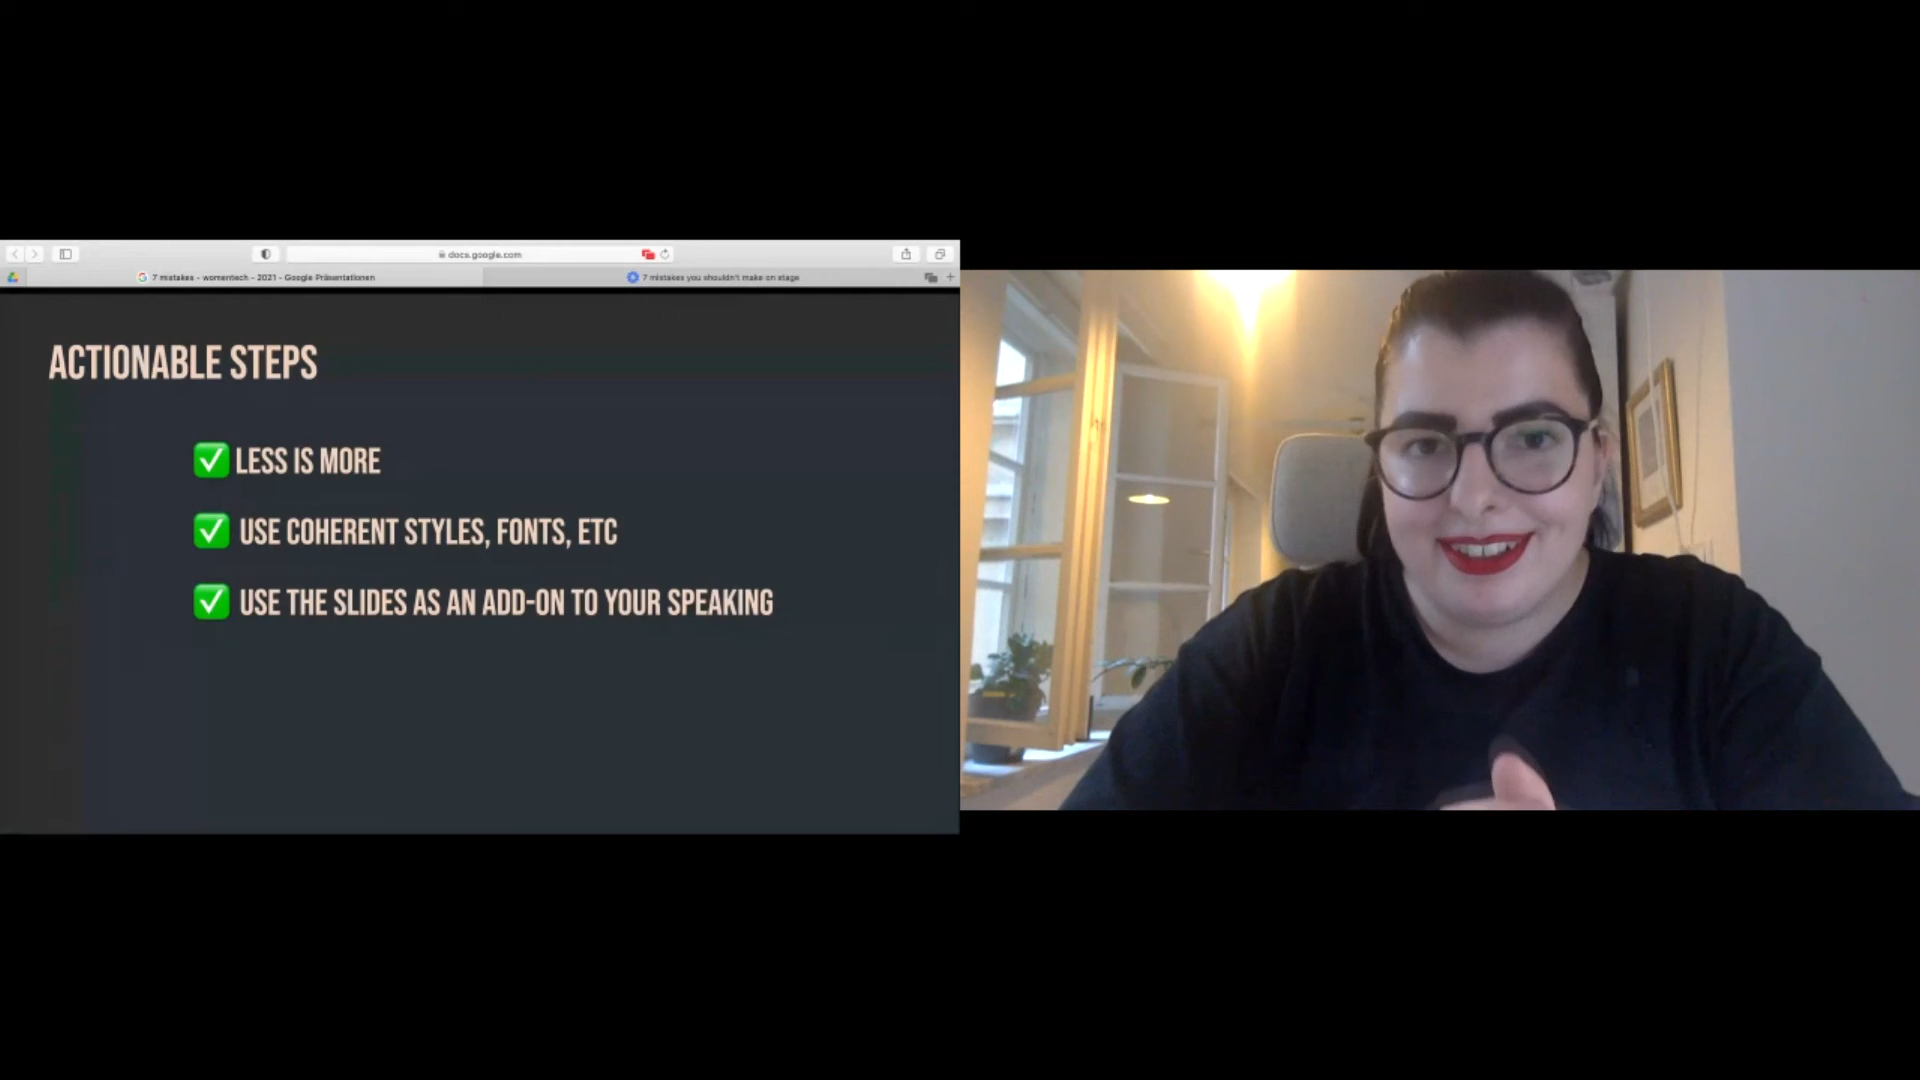 docs.google.com
7 mistakes - womentech - 2021 - Google Präsentationen
7 mistakes you shouldn't make on stage
ACTIONABLE STEPS
✅ LESS IS MORE
✅ USE COHERENT STYLES, FONTS, ETC
✅ USE THE SLIDES AS AN ADD-ON TO YOUR SPEAKING